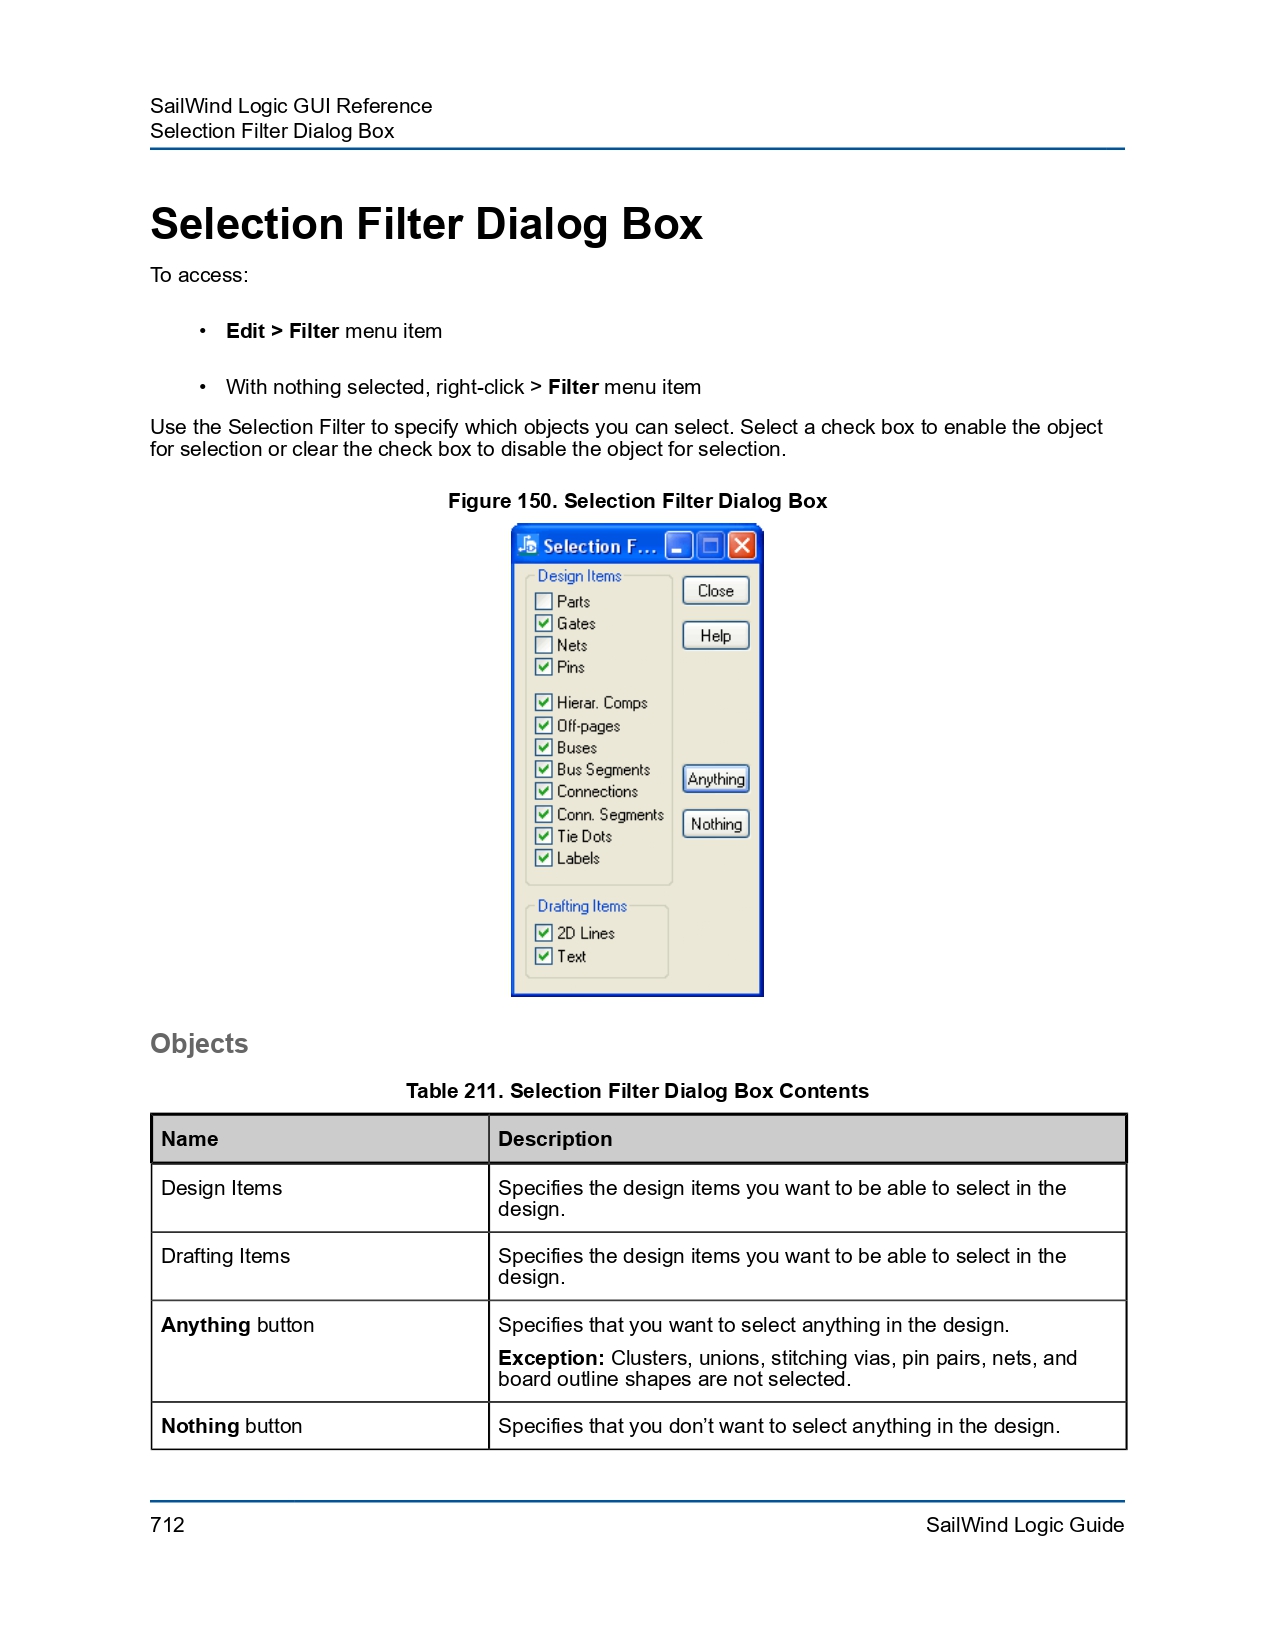 SailWind Logic GUI Reference
Selection Filter Dialog Box
Selection Filter Dialog Box
To access:
• Edit > Filter menu item
• With nothing selected, right-click > Filter menu item
Use the Selection Filter to specify which objects you can select. Select a check box to enable the object
for selection or clear the check box to disable the object for selection.
Figure 150. Selection Filter Dialog Box
Selection F...
Design Items
Parts
Gates
Nets
Pins
Hierar. Comps
Off-pages
Buses
Bus Segments
Connections
Conn. Segments
Tie Dots
Labels
Close
Help
Anything
Nothing
Drafting Items
2D Lines
Text
Objects
Table 211. Selection Filter Dialog Box Contents
Name Description
Design Items Specifies the design items you want to be able to select in the
design.
Drafting Items Specifies the design items you want to be able to select in the
design.
Anything button Specifies that you want to select anything in the design.
Exception: Clusters, unions, stitching vias, pin pairs, nets, and
board outline shapes are not selected.
Nothing button Specifies that you don’t want to select anything in the design.
712 SailWind Logic Guide